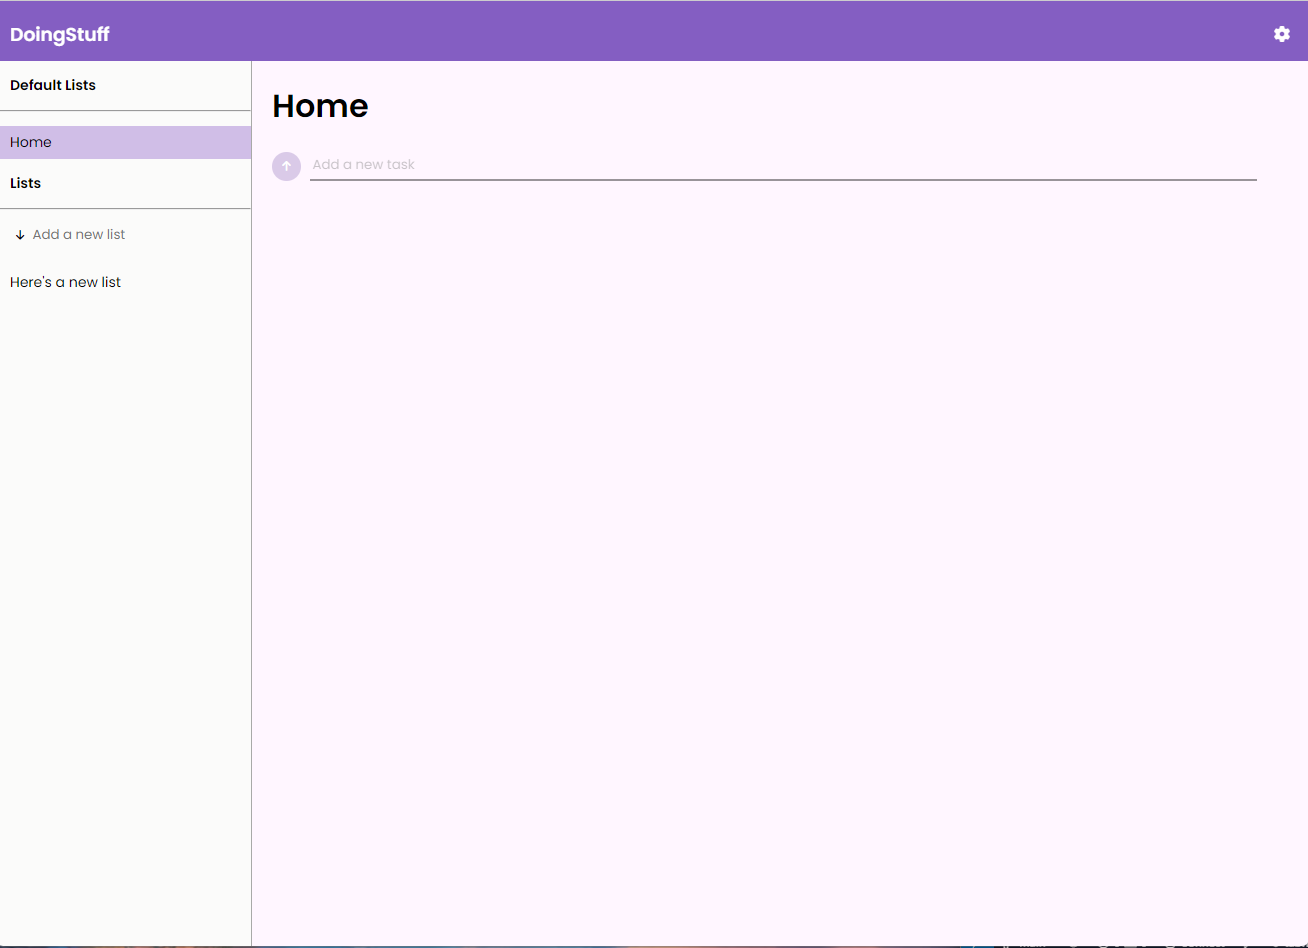 DoingStuff
Default Lists
Home
Lists
Add a new list
Here's a new list
Home
Add a new task